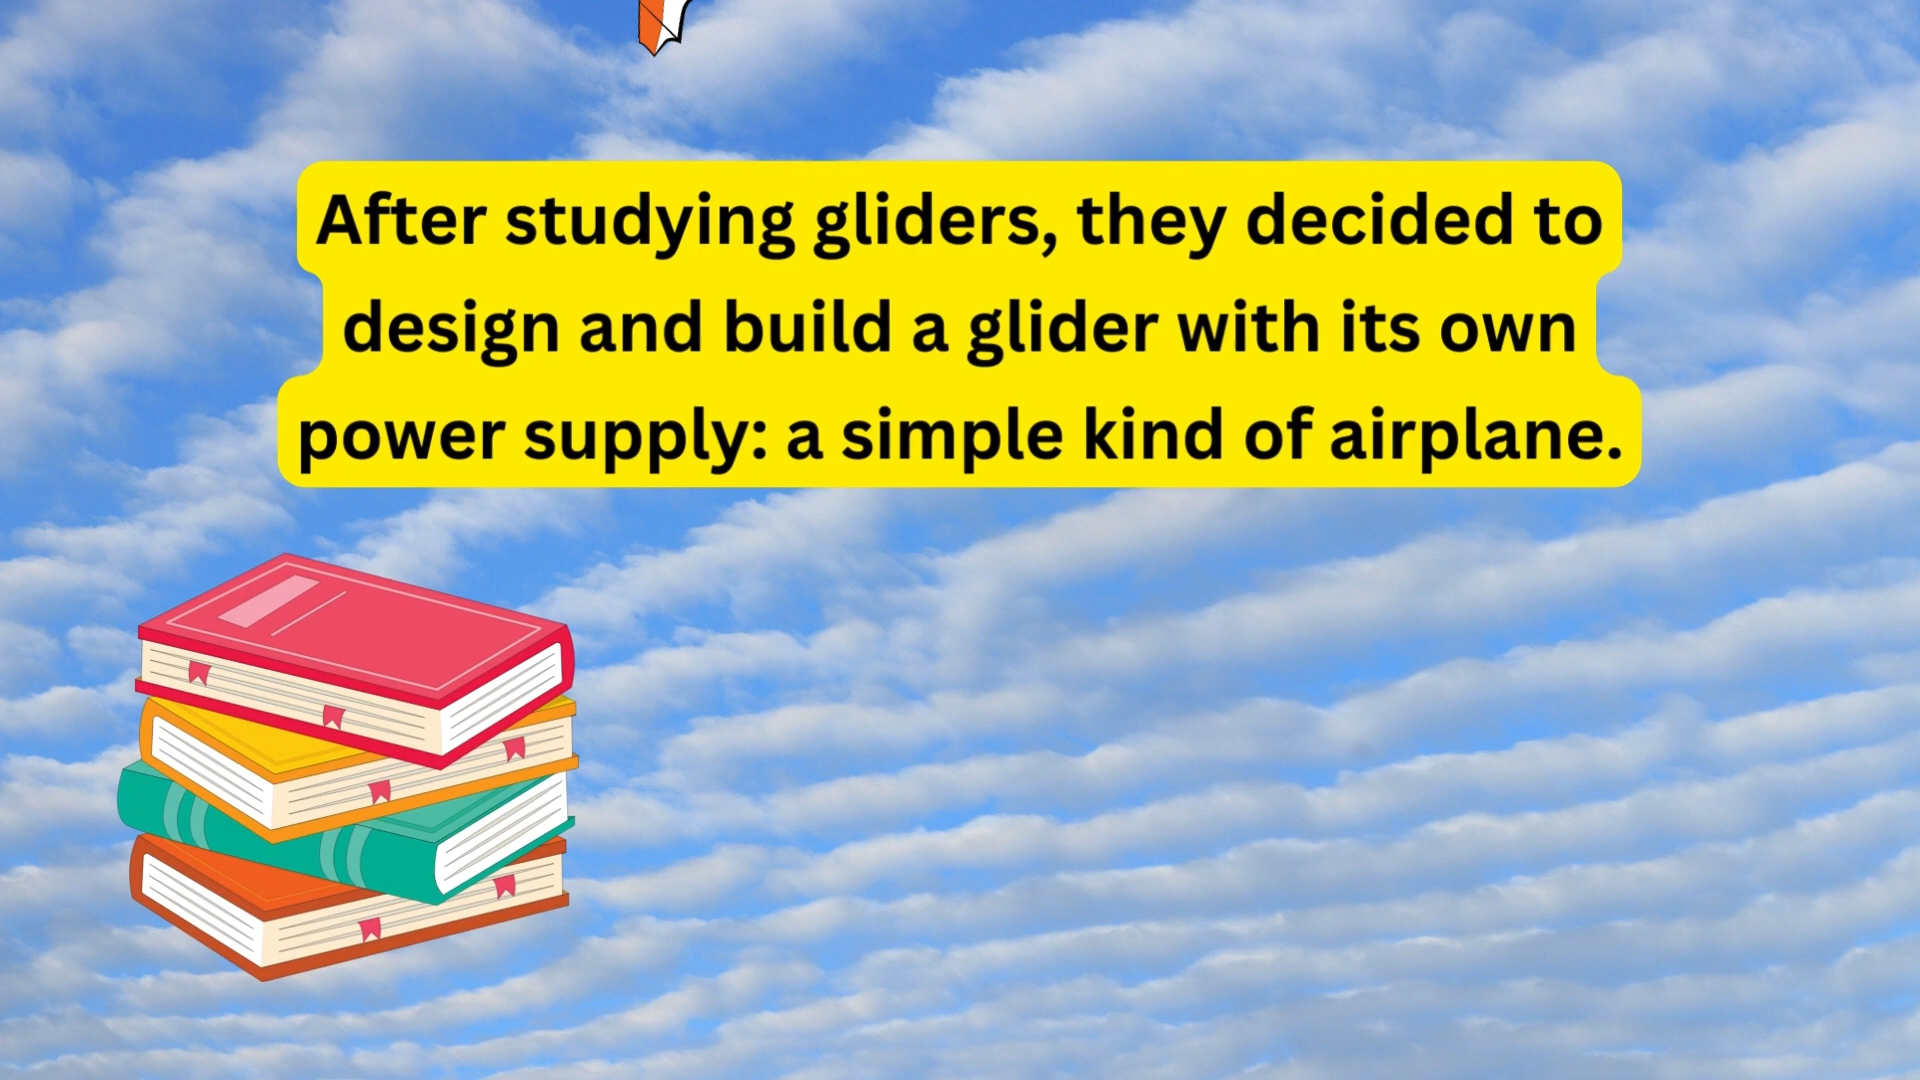 After studying gliders, they decided to
design and build a glider with its own
power supply: a simple kind of airplane.